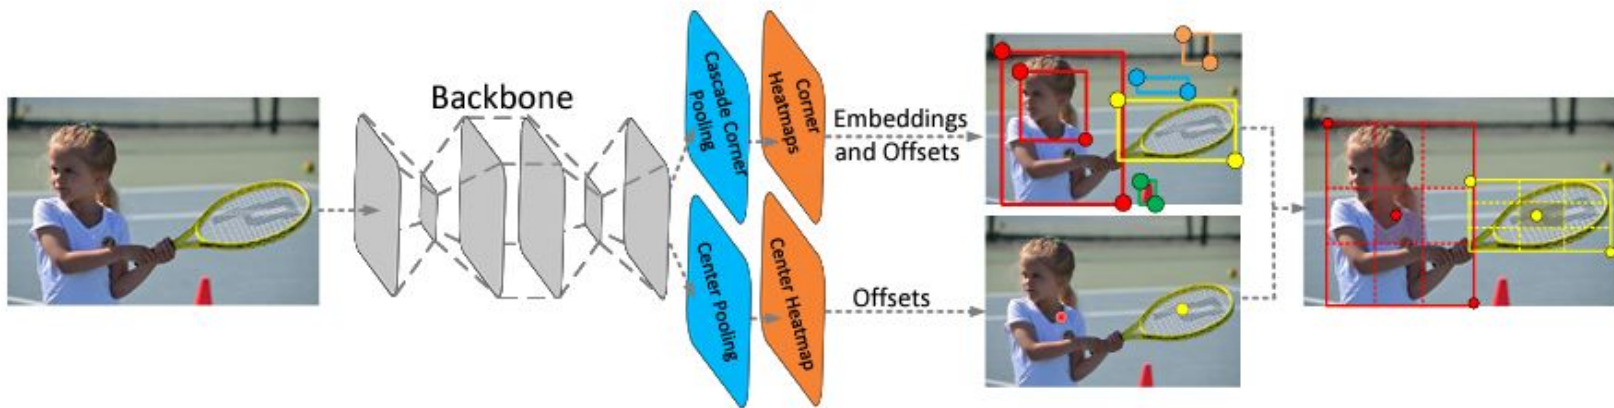 Backbone
Cascade Corner
Pooling
Corner
Heatmaps
Embeddings
and Offsets
Center Pooling
Center Heatmap
Offsets